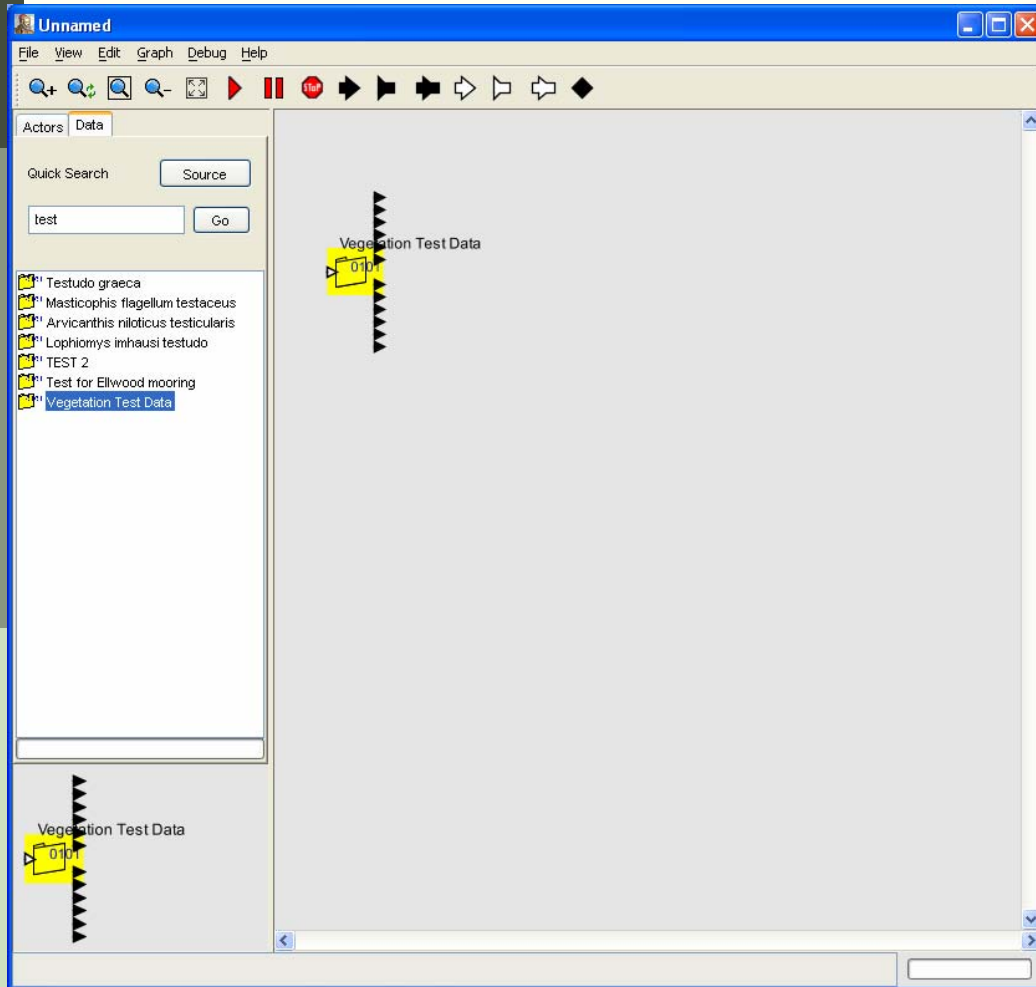 Unnamed
File View Edit Graph Debug Help
STOP
Actors Data
Quick Search Source
test Go
Testudo graeca
Masticophis flagellum testaceus
Arvicanthis niloticus testicularis
Lophiomys imhausi testudo
TEST 2
Test for Ellwood mooring
Vegetation Test Data
Vegetation Test Data
0101
Vegetation Test Data
0101